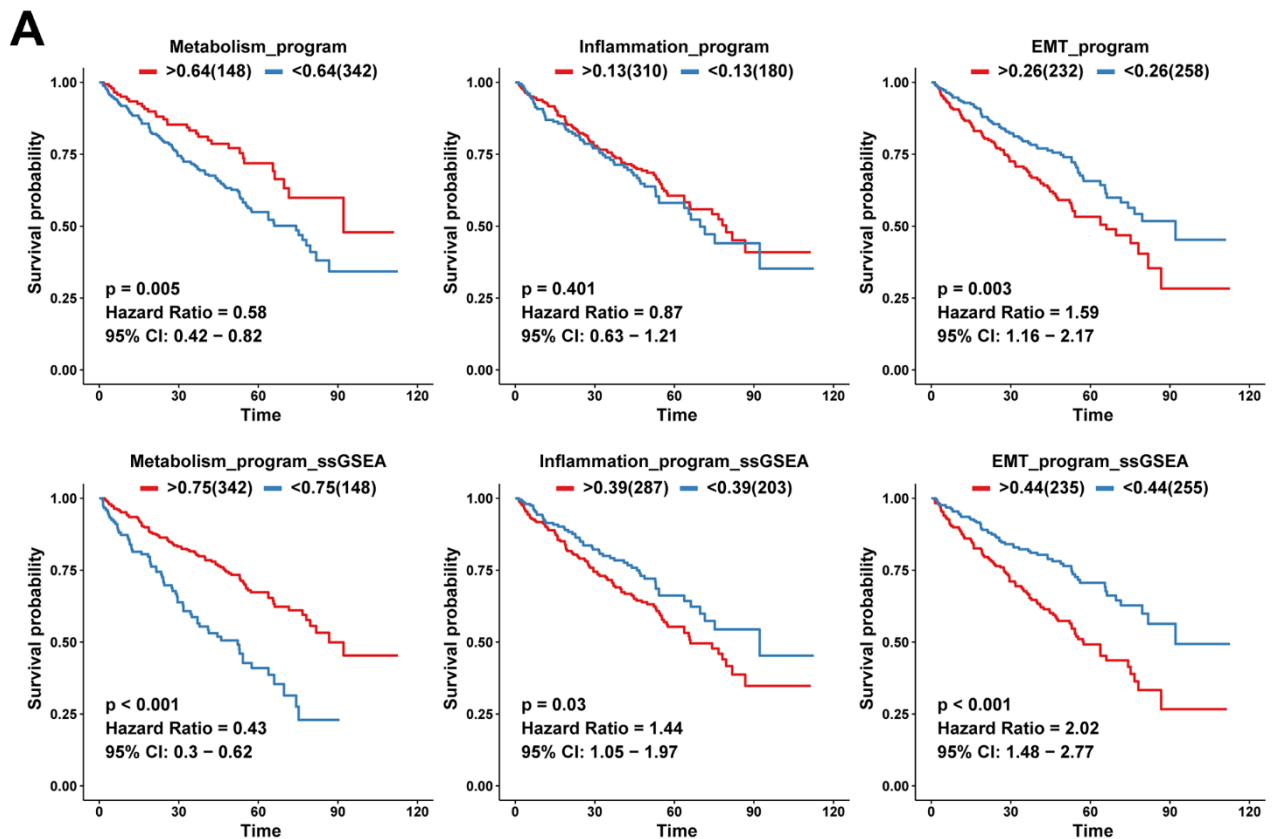 A
Metabolism_program
>0.64(148) <0.64(342)
Survival probability
1.00
0.75
0.50
0.25
0.00
p = 0.005
Hazard Ratio = 0.58
95% CI: 0.42 − 0.82
0 30 60 90 120
Time
Inflammation_program
>0.13(310) <0.13(180)
Survival probability
1.00
0.75
0.50
0.25
0.00
p = 0.401
Hazard Ratio = 0.87
95% CI: 0.63 − 1.21
0 30 60 90 120
Time
EMT_program
>0.26(232) <0.26(258)
Survival probability
1.00
0.75
0.50
0.25
0.00
p = 0.003
Hazard Ratio = 1.59
95% CI: 1.16 − 2.17
0 30 60 90 120
Time
Metabolism_program_ssGSEA
>0.75(342) <0.75(148)
Survival probability
1.00
0.75
0.50
0.25
0.00
p < 0.001
Hazard Ratio = 0.43
95% CI: 0.3 − 0.62
0 30 60 90 120
Time
Inflammation_program_ssGSEA
>0.39(287) <0.39(203)
Survival probability
1.00
0.75
0.50
0.25
0.00
p = 0.03
Hazard Ratio = 1.44
95% CI: 1.05 − 1.97
0 30 60 90 120
Time
EMT_program_ssGSEA
>0.44(235) <0.44(255)
Survival probability
1.00
0.75
0.50
0.25
0.00
p < 0.001
Hazard Ratio = 2.02
95% CI: 1.48 − 2.77
0 30 60 90 120
Time